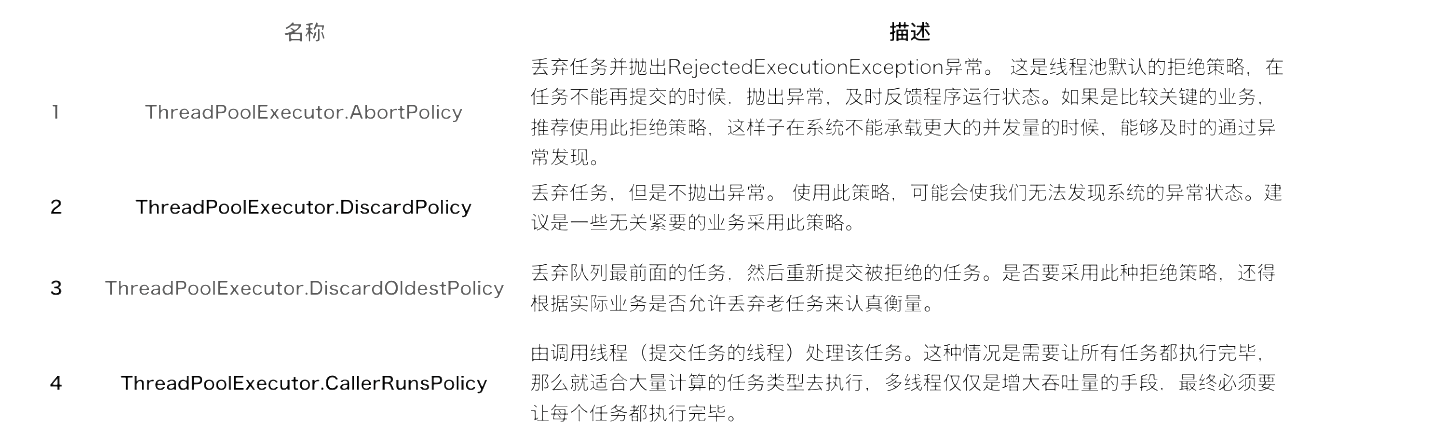 名称 描述
1 ThreadPoolExecutor.AbortPolicy
丢弃任务并抛出RejectedExecutionException异常。 这是线程池默认的拒绝策略，在
任务不能再提交的时候，抛出异常，及时反馈程序运行状态。如果是比较关键的业务，
推荐使用此拒绝策略，这样子在系统不能承载更大的并发量的时候，能够及时的通过异
常发现。
2 ThreadPoolExecutor.DiscardPolicy
丢弃任务，但是不抛出异常。 使用此策略，可能会使我们无法发现系统的异常状态。建
议是一些无关紧要的业务采用此策略。
3 ThreadPoolExecutor.DiscardOldestPolicy
丢弃队列最前面的任务，然后重新提交被拒绝的任务。是否要采用此种拒绝策略，还得
根据实际业务是否允许丢弃老任务来认真衡量。
4 ThreadPoolExecutor.CallerRunsPolicy
由调用线程（提交任务的线程）处理该任务。这种情况是需要让所有任务都执行完毕，
那么就适合大量计算的任务类型去执行，多线程仅仅是增大吞吐量的手段，最终必须要
让每个任务都执行完毕。